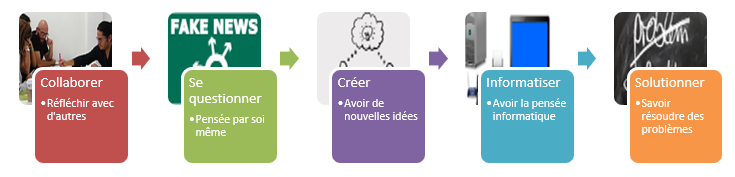 Collaborer
•Réfléchir avec
d'autres
FAKE NEWS
Se
questionner
•Pensée par soi
même
Créer
•Avoir de
nouvelles idées
Informatiser
•Avoir la pensée
informatique
Problem
Solutionner
•Savoir
résoudre des
problèmes